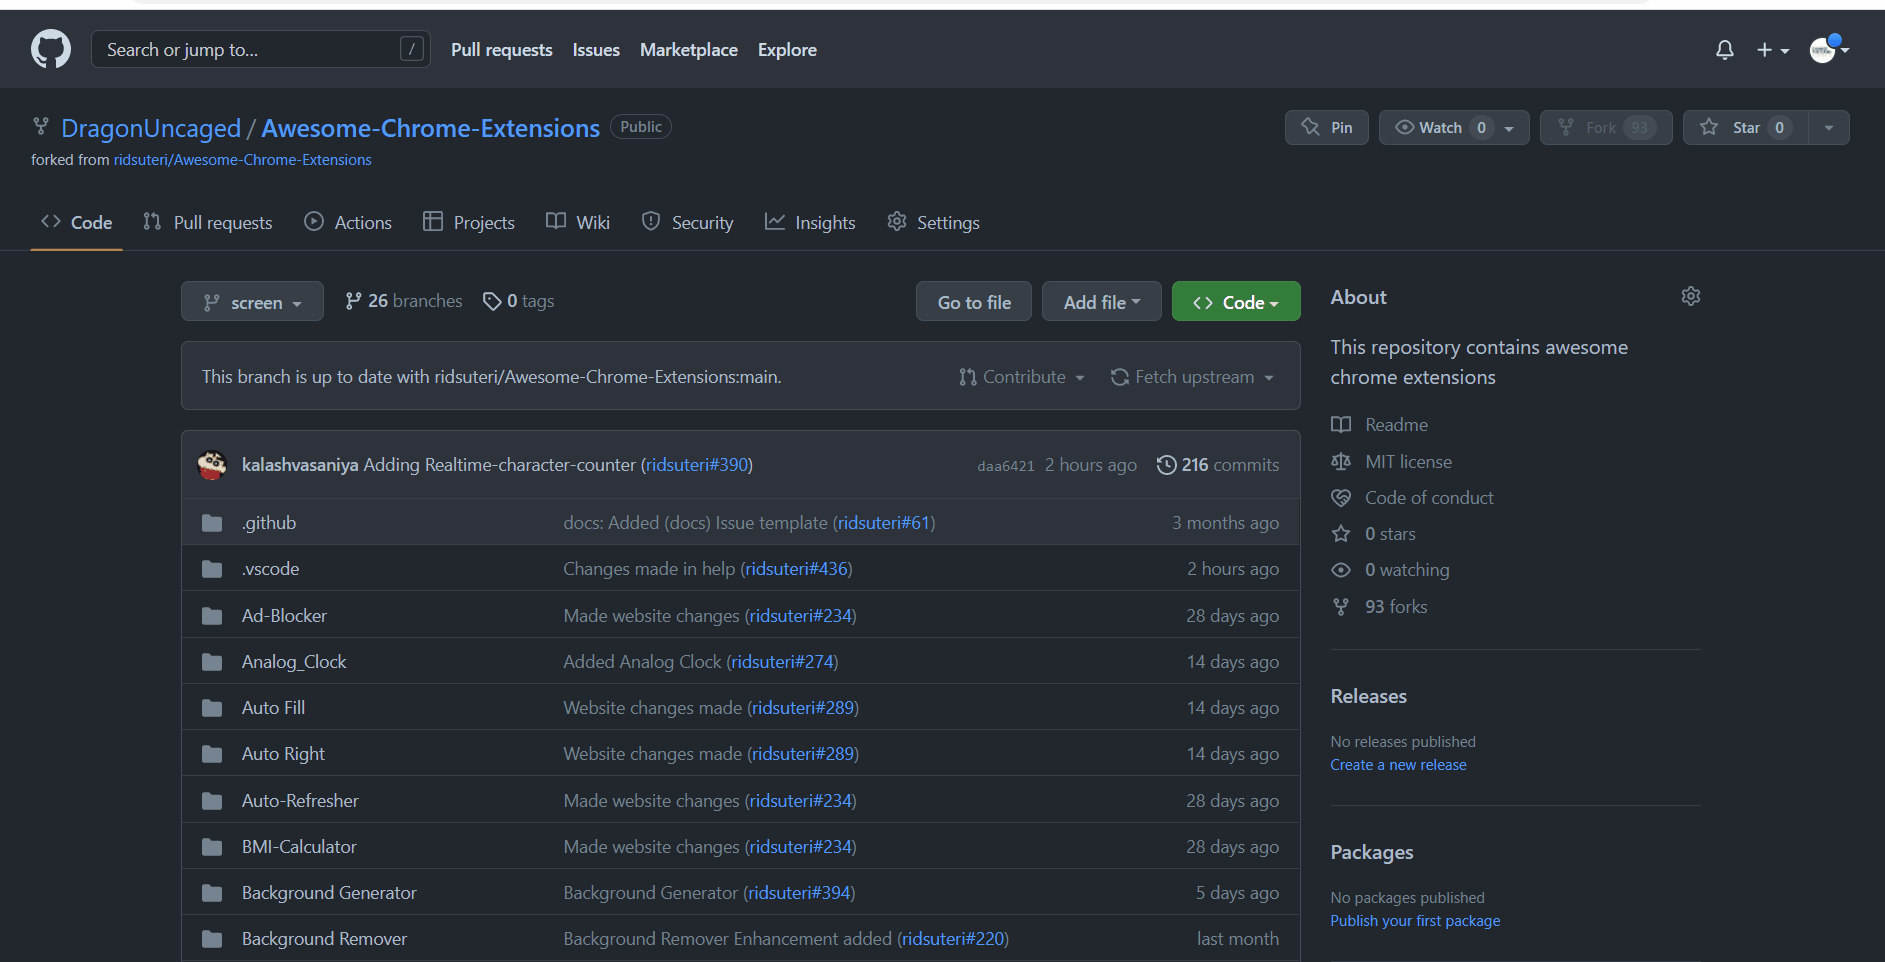 Search or jump to... /
Pull requests Issues Marketplace Explore
DragonUncaged / Awesome-Chrome-Extensions Public
forked from ridsuteri/Awesome-Chrome-Extensions
Pin Watch 0 Fork 93 Star 0
Code Pull requests Actions Projects Wiki Security Insights Settings
screen 26 branches 0 tags
Go to file Add file Code
This branch is up to date with ridsuteri/Awesome-Chrome-Extensions:main.
Contribute Fetch upstream
kalashvasaniya Adding Realtime-character-counter (ridsuteri#390) daa6421 2 hours ago 216 commits
.github docs: Added (docs) Issue template (ridsuteri#61) 3 months ago
.vscode Changes made in help (ridsuteri#436) 2 hours ago
Ad-Blocker Made website changes (ridsuteri#234) 28 days ago
Analog_Clock Added Analog Clock (ridsuteri#274) 14 days ago
Auto Fill Website changes made (ridsuteri#289) 14 days ago
Auto Right Website changes made (ridsuteri#289) 14 days ago
Auto-Refresher Made website changes (ridsuteri#234) 28 days ago
BMI-Calculator Made website changes (ridsuteri#234) 28 days ago
Background Generator Background Generator (ridsuteri#394) 5 days ago
Background Remover Background Remover Enhancement added (ridsuteri#220) last month
About
This repository contains awesome
chrome extensions
Readme
MIT license
Code of conduct
0 stars
0 watching
93 forks
Releases
No releases published
Create a new release
Packages
No packages published
Publish your first package